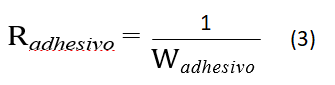 R_adhesivo = 1 / W_adhesivo (3)